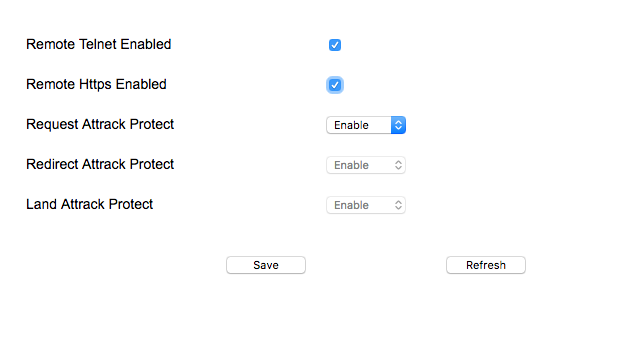 Remote Telnet Enabled
Remote Https Enabled
Request Attrack Protect Enable
Redirect Attrack Protect Enable
Land Attrack Protect Enable
Save Refresh